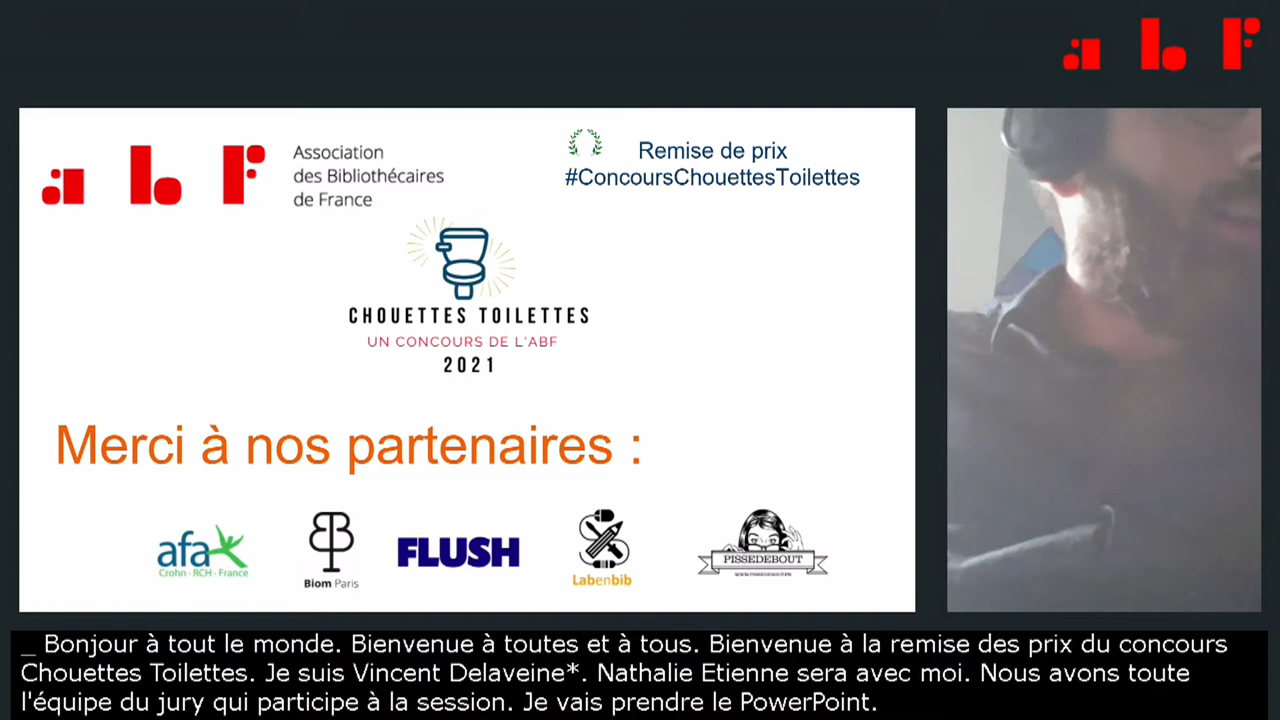 a b f
a b f
Association
des Bibliothécaires
de France
Remise de prix
#ConcoursChouettesToilettes
CHOUETTES TOILETTES
UN CONCOURS DE L'ABF
2021
Merci à nos partenaires :
afa
Crohn - RCH - France
Biom Paris
FLUSH
Labenbib
PISSEDEBOUT
WWW.PISSEDEBOUT.FR
_ Bonjour à tout le monde. Bienvenue à toutes et à tous. Bienvenue à la remise des prix du concours
Chouettes Toilettes. Je suis Vincent Delaveine*. Nathalie Etienne sera avec moi. Nous avons toute
l'équipe du jury qui participe à la session. Je vais prendre le PowerPoint.